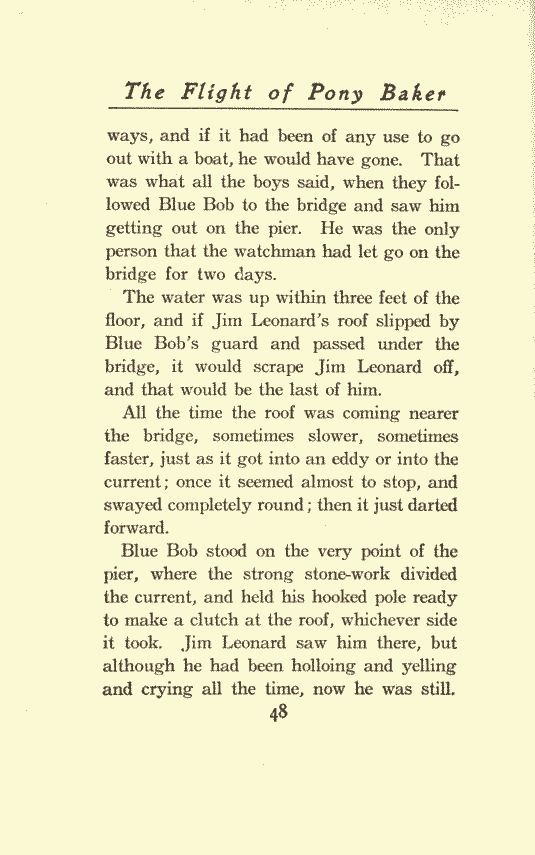 The Flight of Pony Baker
ways, and if it had been of any use to go
out with a boat, he would have gone. That
was what all the boys said, when they fol-
lowed Blue Bob to the bridge and saw him
getting out on the pier. He was the only
person that the watchman had let go on the
bridge for two days.
The water was up within three feet of the
floor, and if Jim Leonard's roof slipped by
Blue Bob's guard and passed under the
bridge, it would scrape Jim Leonard off,
and that would be the last of him.
All the time the roof was coming nearer
the bridge, sometimes slower, sometimes
faster, just as it got into an eddy or into the
current; once it seemed almost to stop, and
swayed completely round; then it just darted
forward.
Blue Bob stood on the very point of the
pier, where the strong stone-work divided
the current, and held his hooked pole ready
to make a clutch at the roof, whichever side
it took. Jim Leonard saw him there, but
although he had been holloing and yelling
and crying all the time, now he was still.
48